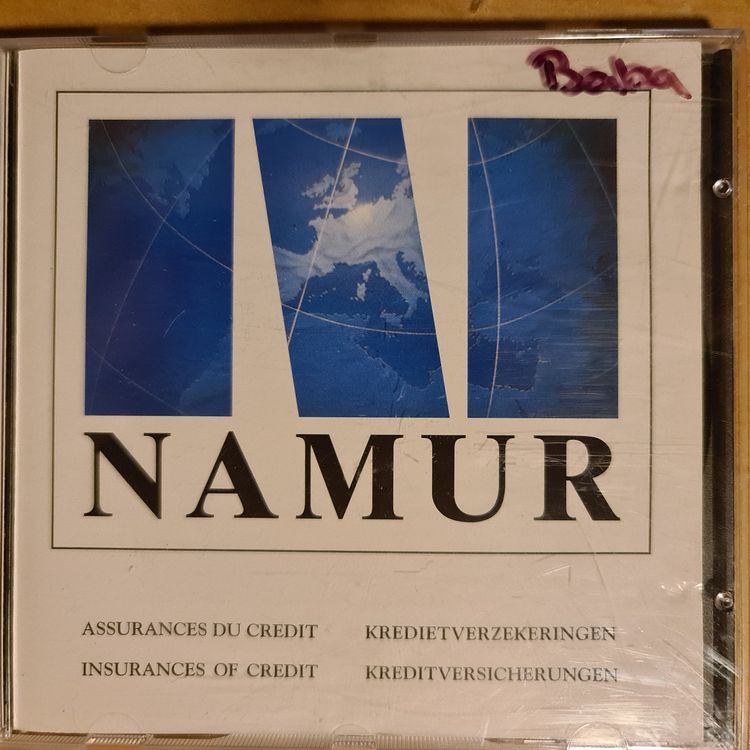 Baba
NAMUR
ASSURANCES DU CREDIT KREDIETVERZEKERINGEN
INSURANCES OF CREDIT KREDITVERSICHERUNGEN